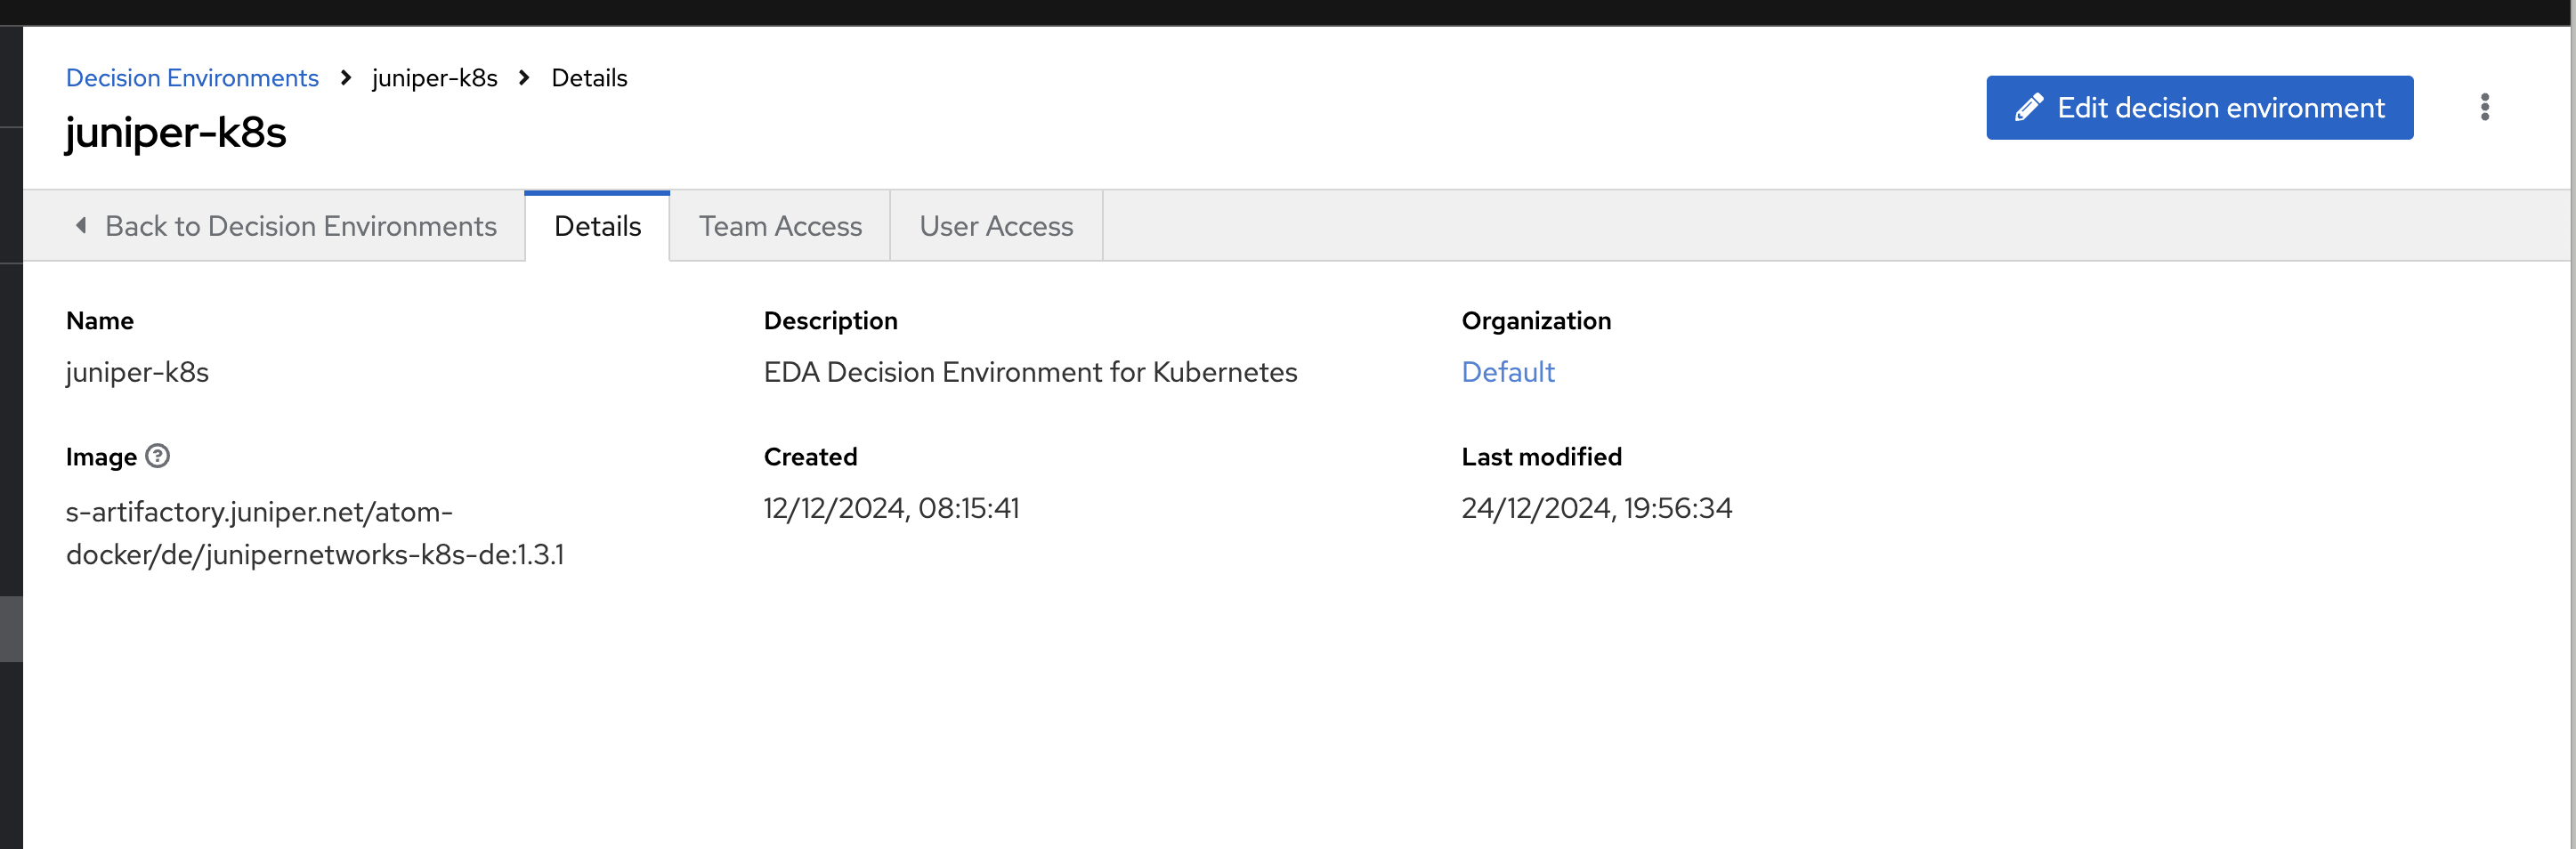 Decision Environments > juniper-k8s > Details
juniper-k8s
Edit decision environment
Back to Decision Environments
Details
Team Access
User Access
Name
juniper-k8s
Description
EDA Decision Environment for Kubernetes
Organization
Default
Image
s-artifactory.juniper.net/atom-
docker/de/junipernetworks-k8s-de:1.3.1
Created
12/12/2024, 08:15:41
Last modified
24/12/2024, 19:56:34